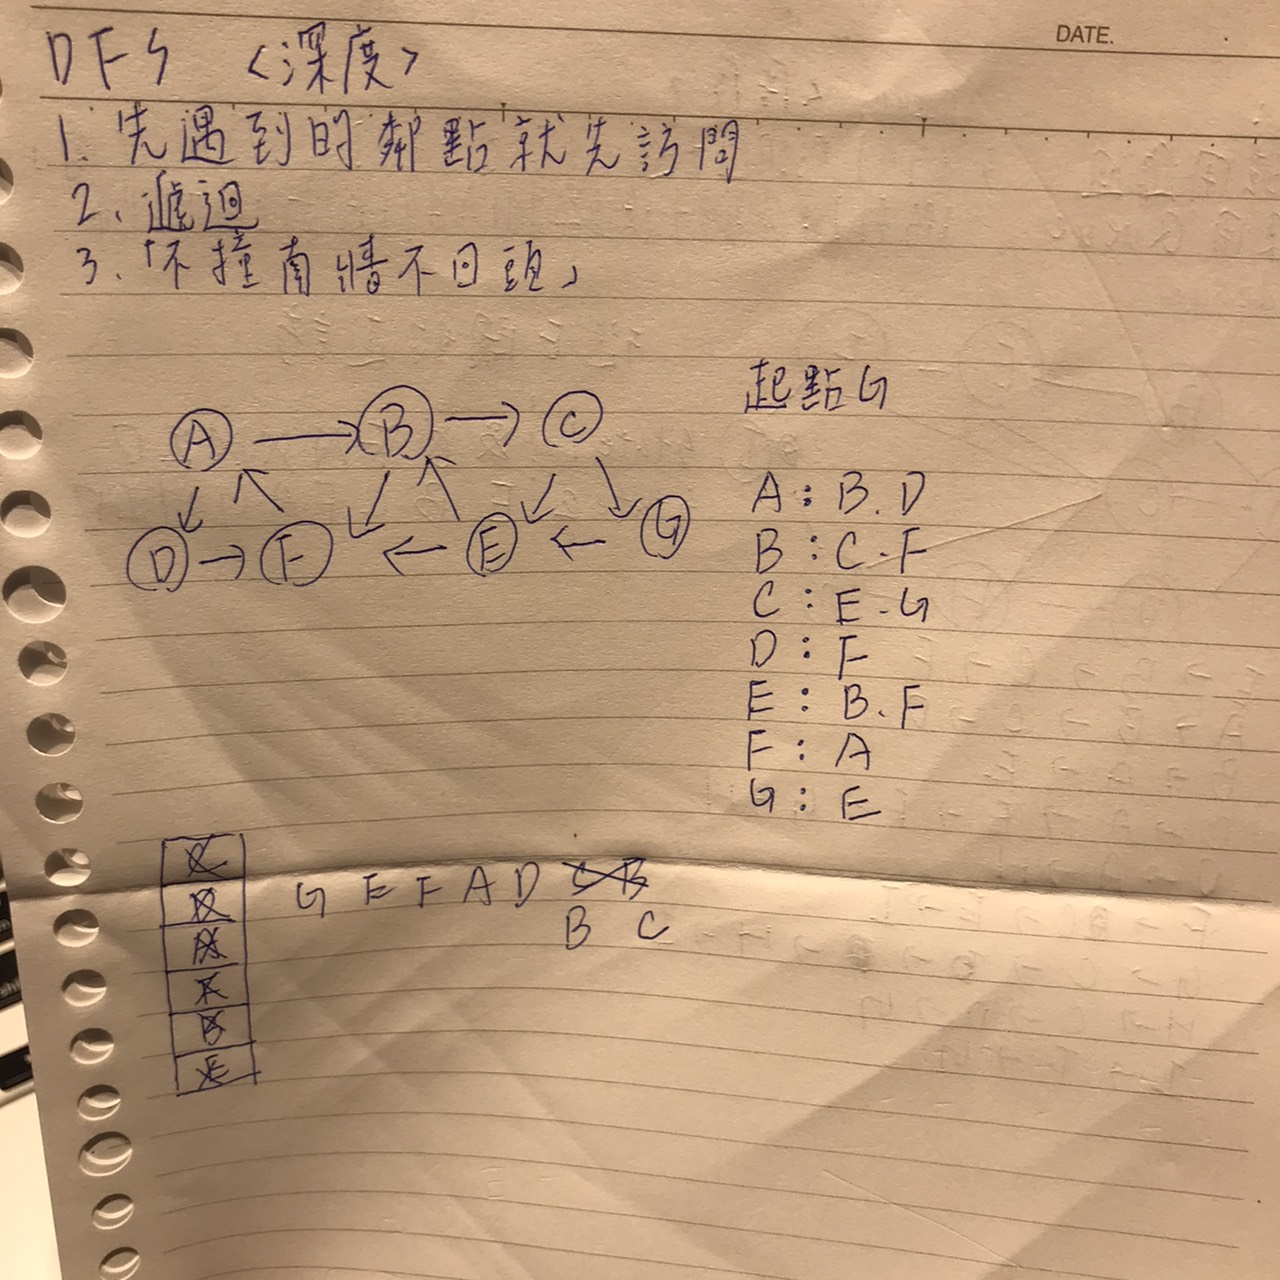 DATE.
DFS <深度>
1. 先遇到的鄰點就先訪問
2. 遞迴
3. 「不撞南牆不回頭」
起點G
A B C
D F E G
A : B. D
B : C. F
C : E. G
D : F
E : B. F
F : A
G : E
C
D
A
F
B
E
G E F A D C B
B C